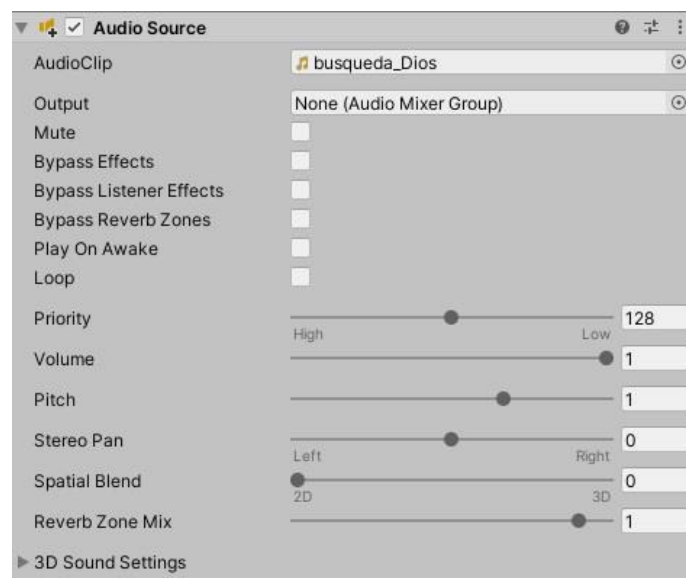 Audio Source
AudioClip busqueda_Dios
Output None (Audio Mixer Group)
Mute
Bypass Effects
Bypass Listener Effects
Bypass Reverb Zones
Play On Awake
Loop
Priority 128
High Low
Volume 1
Pitch 1
Stereo Pan 0
Left Right
Spatial Blend 0
2D 3D
Reverb Zone Mix 1
3D Sound Settings